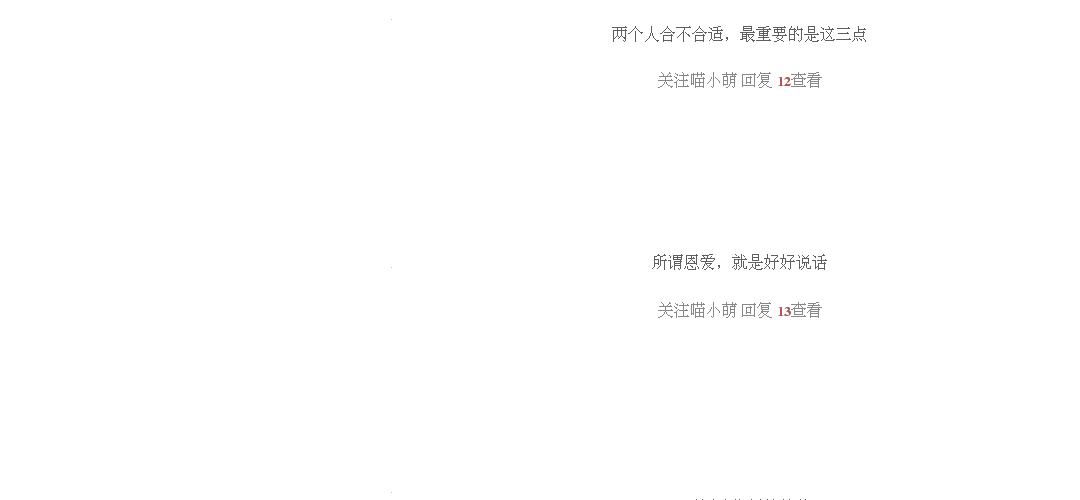 两个人合不合适，最重要的是这三点
关注喵小萌 回复 12查看
所谓恩爱，就是好好说话
关注喵小萌 回复 13查看